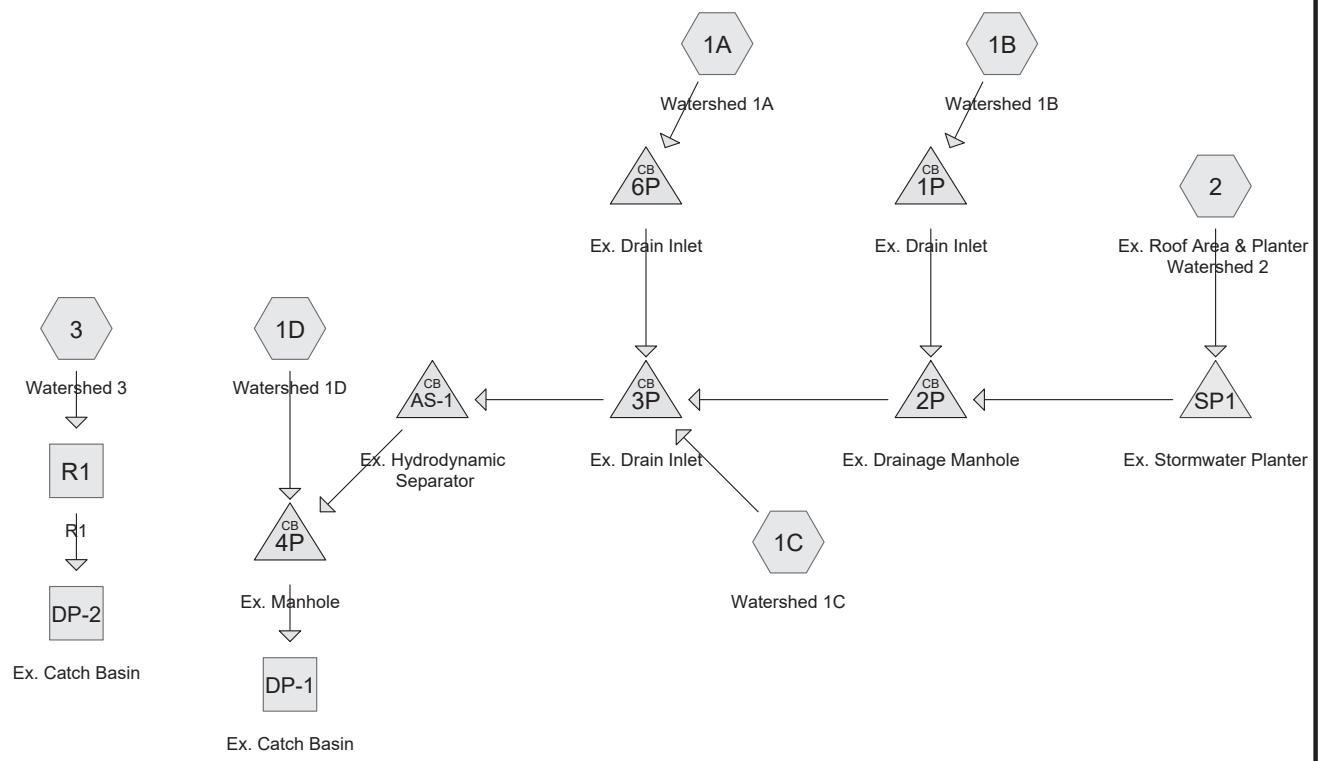 1A
1B
Watershed 1A
Watershed 1B
CB
6P
CB
1P
2
Ex. Drain Inlet
Ex. Drain Inlet
Ex. Roof Area & Planter
Watershed 2
3
1D
Watershed 3
Watershed 1D
CB
AS-1
CB
3P
CB
2P
SP1
Ex. Hydrodynamic
Separator
Ex. Drain Inlet
Ex. Drainage Manhole
Ex. Stormwater Planter
R1
R1
CB
4P
1C
Ex. Manhole
Watershed 1C
DP-2
Ex. Catch Basin
DP-1
Ex. Catch Basin